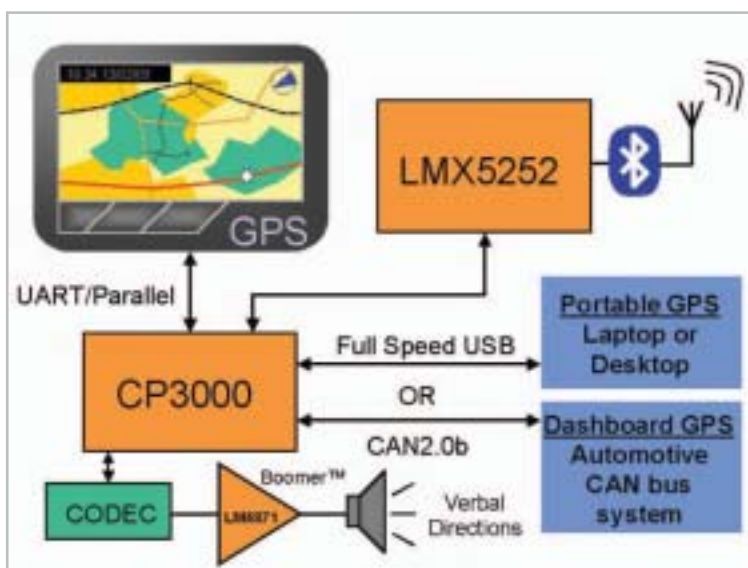 GPS
LMX5252
UART/Parallel
Portable GPS
Laptop or
Desktop
Full Speed USB
CP3000
OR
Dashboard GPS
Automotive
CAN bus
system
CAN2.0b
Boomer™
CODEC
Verbal
Directions